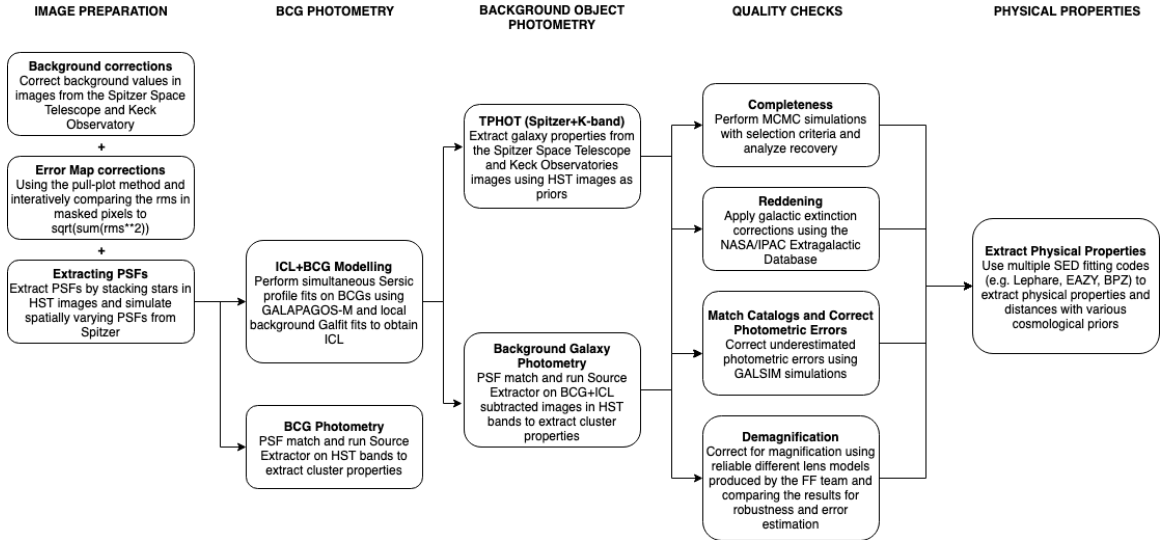 IMAGE PREPARATION
BCG PHOTOMETRY
BACKGROUND OBJECT
PHOTOMETRY
QUALITY CHECKS
PHYSICAL PROPERTIES
Background corrections
Correct background values in
images from the Spitzer Space
Telescope and Keck
Observatory
+
Error Map corrections
Using the pull-plot method and
interatively comparing the rms in
masked pixels to
sqrt(sum(rms**2))
+
Extracting PSFs
Extract PSFs by stacking stars in
HST images and simulate
spatially varying PSFs from
Spitzer
ICL+BCG Modelling
Perform simultaneous Sersic
profile fits on BCGs using
GALAPAGOS-M and local
background Galfit fits to obtain
ICL
BCG Photometry
PSF match and run Source
Extractor on HST bands to
extract cluster properties
TPHOT (Spitzer+K-band)
Extract galaxy properties from
the Spitzer Space Telescope
and Keck Observatories
images using HST images as
priors
Background Galaxy
Photometry
PSF match and run Source
Extractor on BCG+ICL
subtracted images in HST
bands to extract cluster
properties
Completeness
Perform MCMC simulations
with selection criteria and
analyze recovery
Reddening
Apply galactic extinction
corrections using the
NASA/IPAC Extragalactic
Database
Match Catalogs and Correct
Photometric Errors
Correct underestimated
photometric errors using
GALSIM simulations
Demagnification
Correct for magnification using
reliable different lens models
produced by the FF team and
comparing the results for
robustness and error
estimation
Extract Physical Properties
Use multiple SED fitting codes
(e.g. Lephare, EAZY, BPZ) to
extract physical properties and
distances with various
cosmological priors